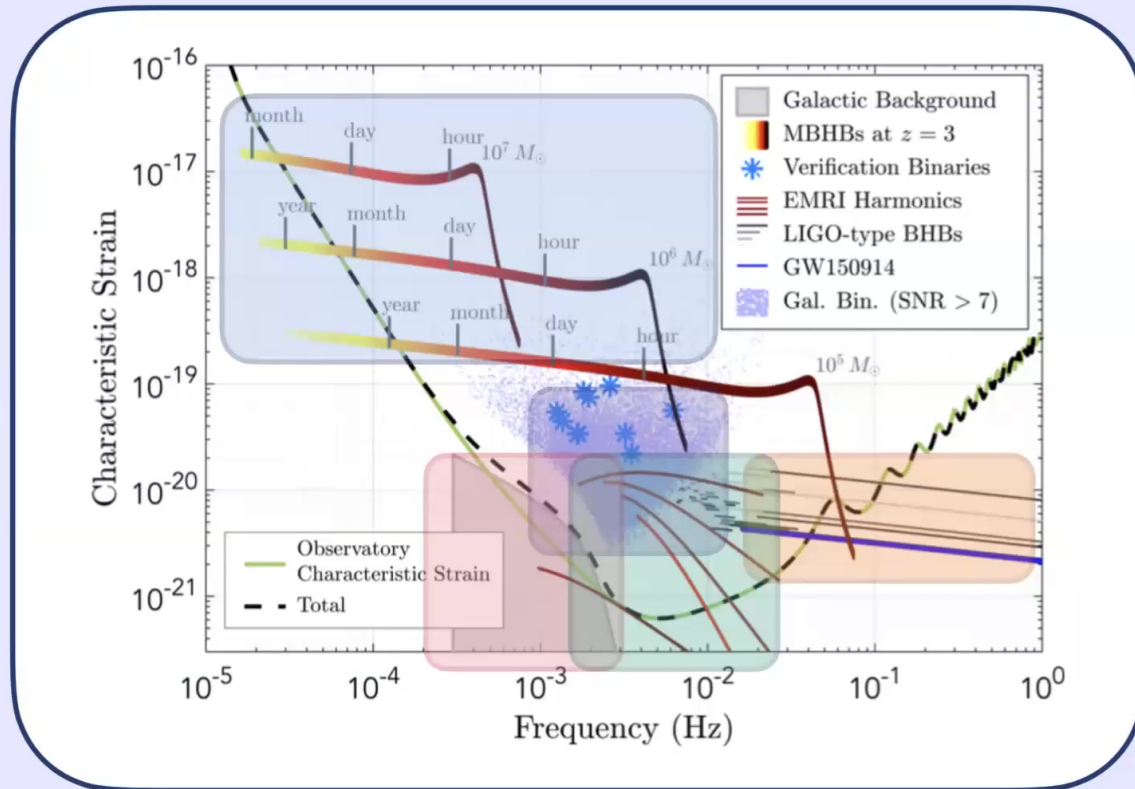 10^-16
10^-17
10^-18
10^-19
10^-20
10^-21
Characteristic Strain
month
day
hour
10^7 M☉
year
month
day
hour
10^6 M☉
year
month
day
hour
10^5 M☉
Galactic Background
MBHBs at z = 3
Verification Binaries
EMRI Harmonics
LIGO-type BHBs
GW150914
Gal. Bin. (SNR > 7)
Observatory
Characteristic Strain
Total
10^-5
10^-4
10^-3
10^-2
10^-1
10^0
Frequency (Hz)